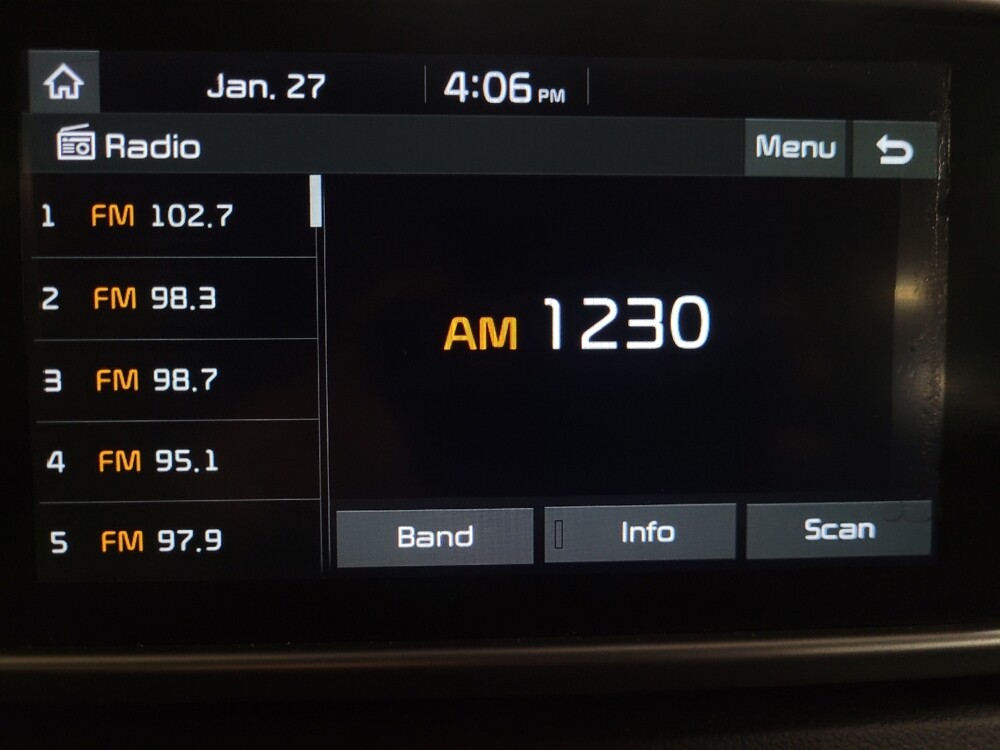 Jan. 27 4:06 PM
Radio Menu
1 FM 102.7
2 FM 98.3
3 FM 98.7
4 FM 95.1
5 FM 97.9
AM 1230
Band Info Scan